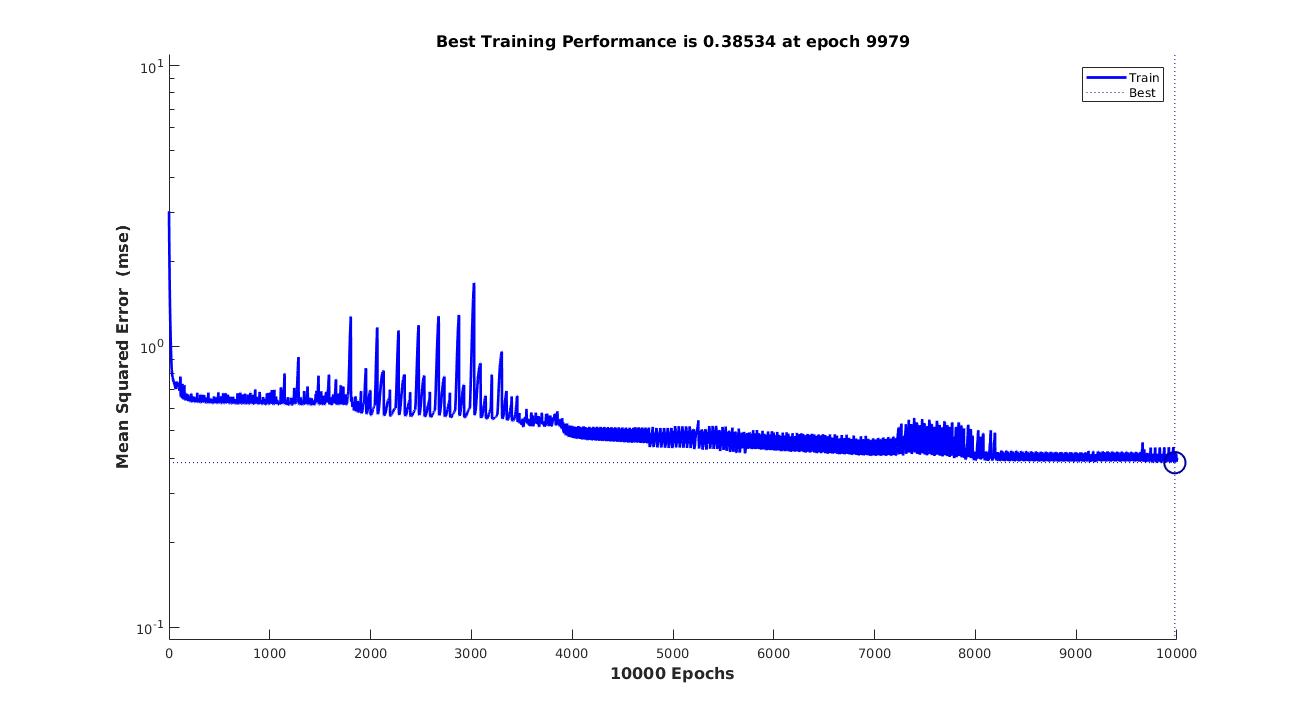 Best Training Performance is 0.38534 at epoch 9979
Train
Best
Mean Squared Error  (mse)
10^1
10^0
10^-1
0 1000 2000 3000 4000 5000 6000 7000 8000 9000 10000
10000 Epochs